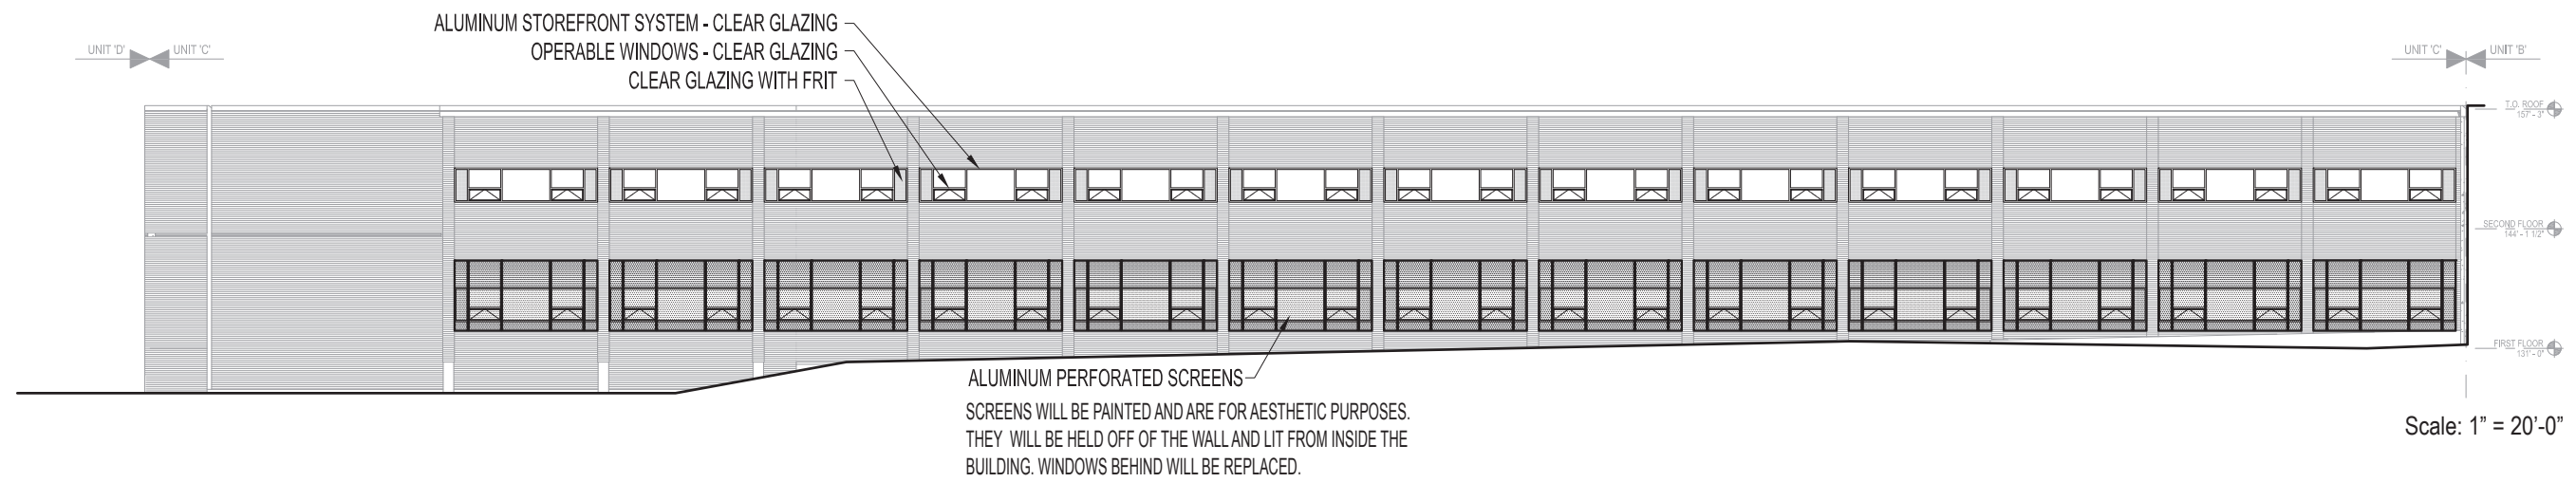 ALUMINUM STOREFRONT SYSTEM - CLEAR GLAZING
OPERABLE WINDOWS - CLEAR GLAZING
CLEAR GLAZING WITH FRIT
UNIT 'D' UNIT 'C'
UNIT 'C' UNIT 'B'
T.O. ROOF
157' - 3"
SECOND FLOOR
144' - 1 1/2"
FIRST FLOOR
131' - 0"
ALUMINUM PERFORATED SCREENS
SCREENS WILL BE PAINTED AND ARE FOR AESTHETIC PURPOSES.
THEY WILL BE HELD OFF OF THE WALL AND LIT FROM INSIDE THE
BUILDING. WINDOWS BEHIND WILL BE REPLACED.
Scale: 1” = 20’-0”